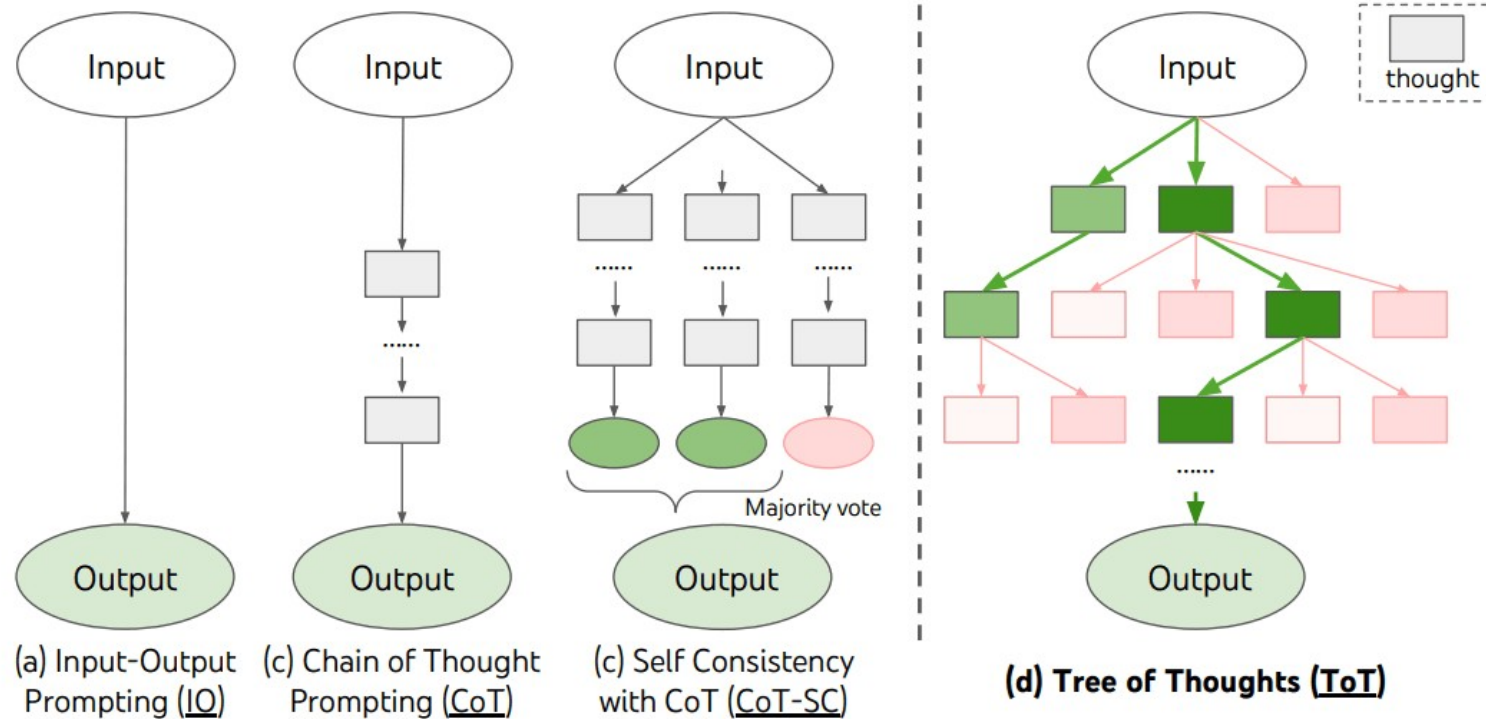 Input
Input
Input
Input
thought
......
......
......
......
Majority vote
......
Output
Output
Output
Output
(a) Input-Output
Prompting (IO)
(c) Chain of Thought
Prompting (CoT)
(c) Self Consistency
with CoT (CoT-SC)
(d) Tree of Thoughts (ToT)